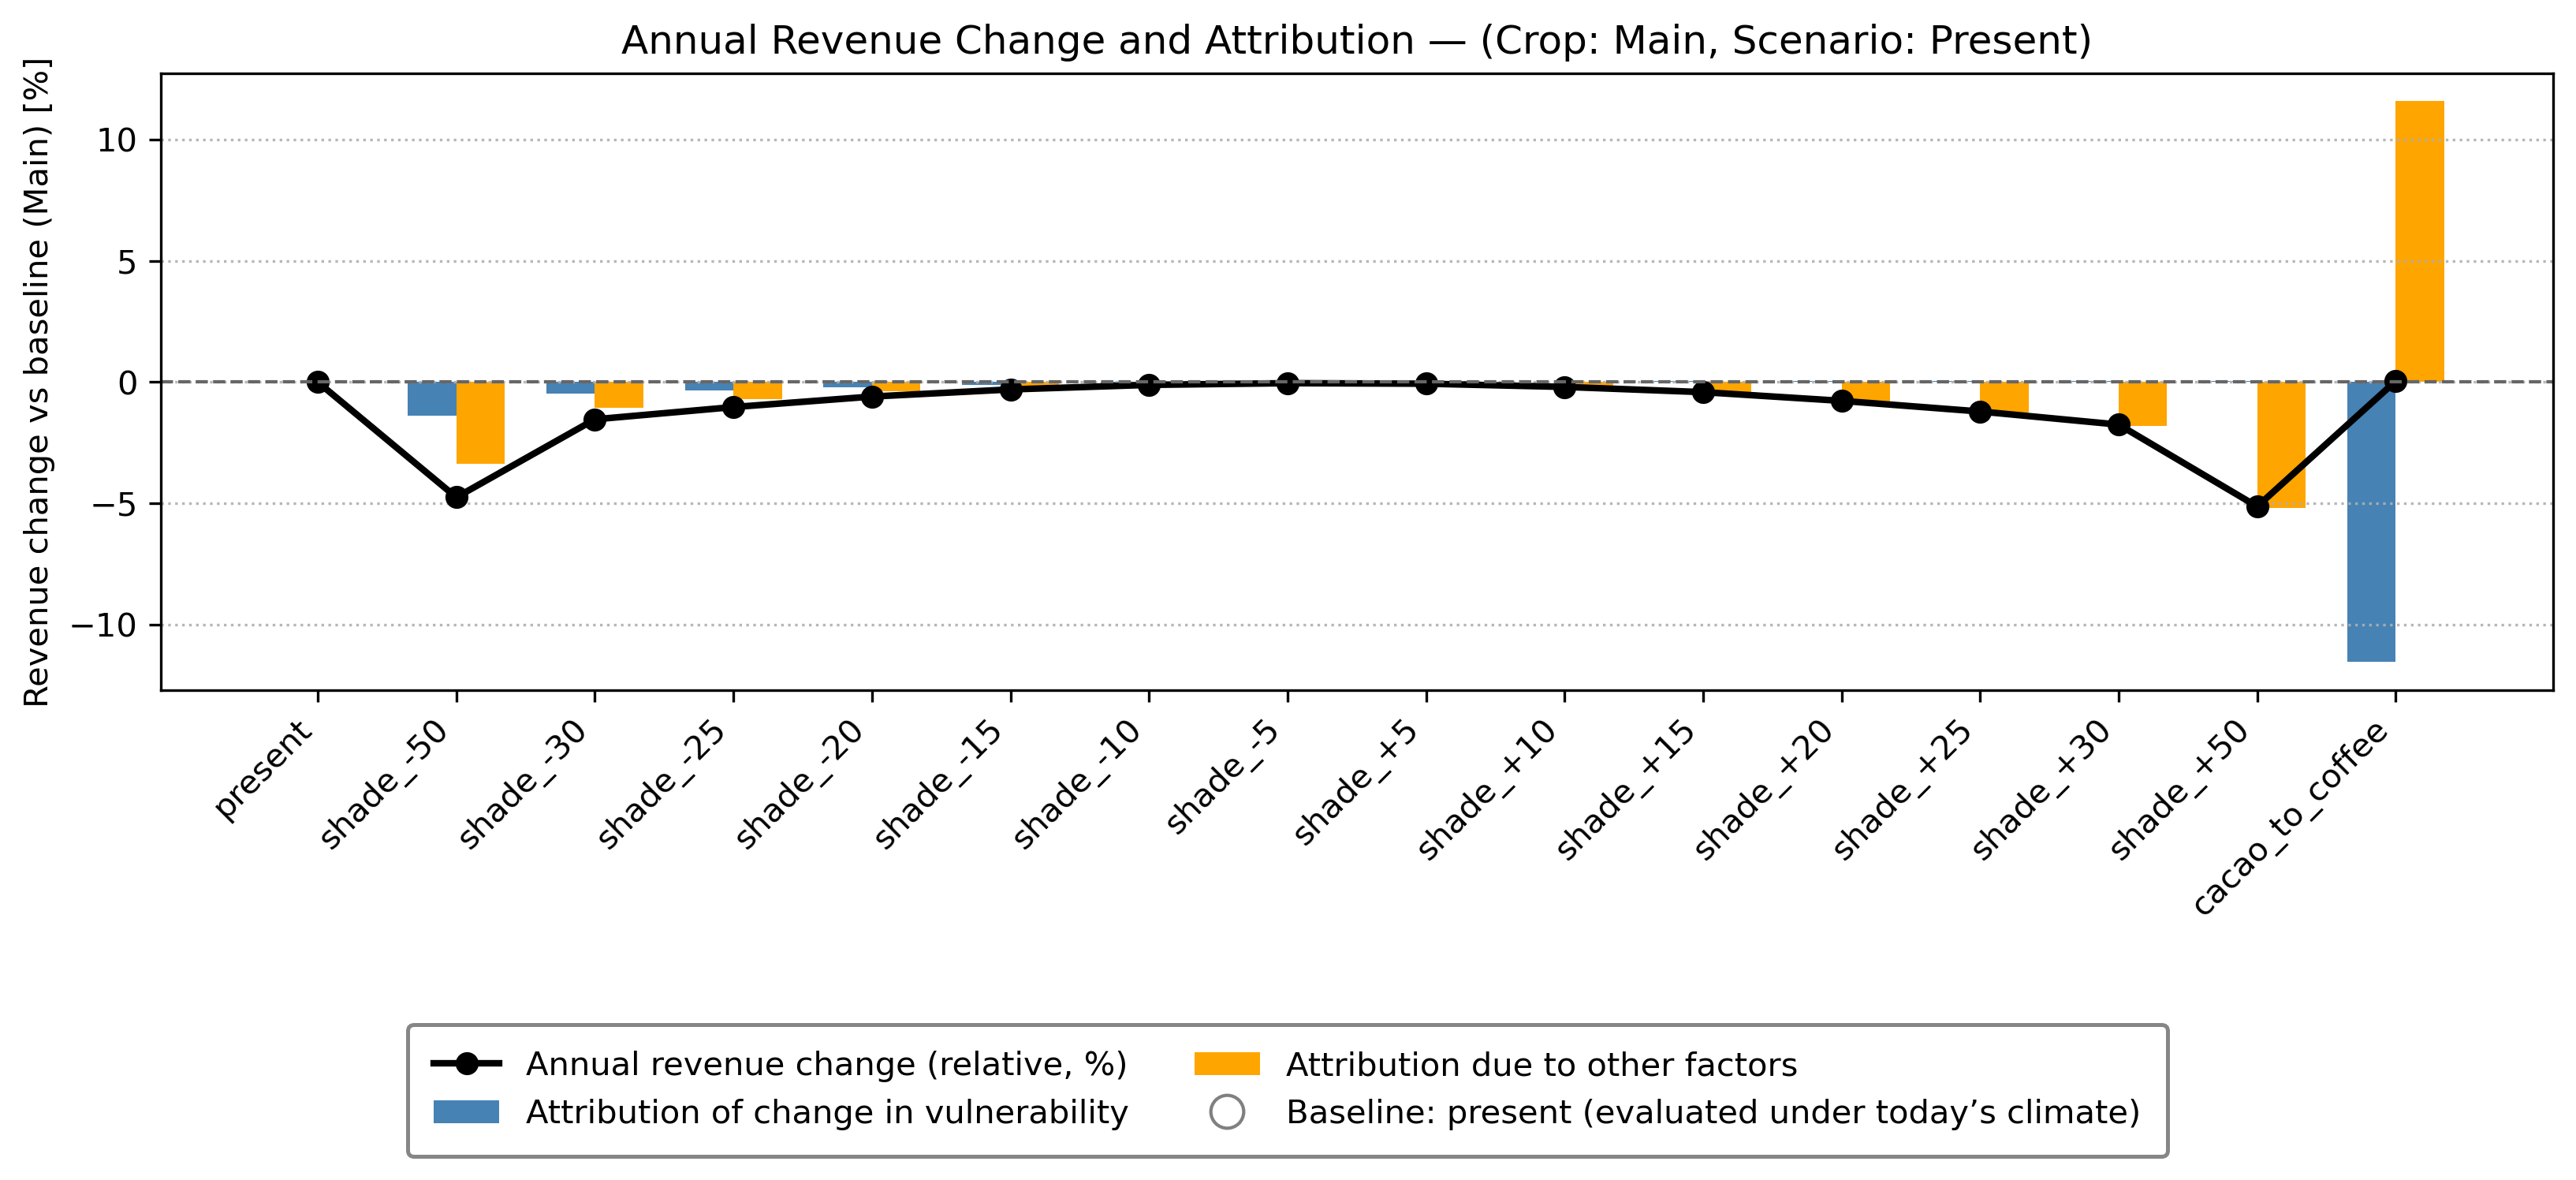 Annual Revenue Change and Attribution — (Crop: Main, Scenario: Present)
Revenue change vs baseline (Main) [%]
10
5
0
−5
−10
present
shade_-50
shade_-30
shade_-25
shade_-20
shade_-15
shade_-10
shade_-5
shade_+5
shade_+10
shade_+15
shade_+20
shade_+25
shade_+30
shade_+50
cacao_to_coffee
Annual revenue change (relative, %)
Attribution of change in vulnerability
Attribution due to other factors
Baseline: present (evaluated under today’s climate)